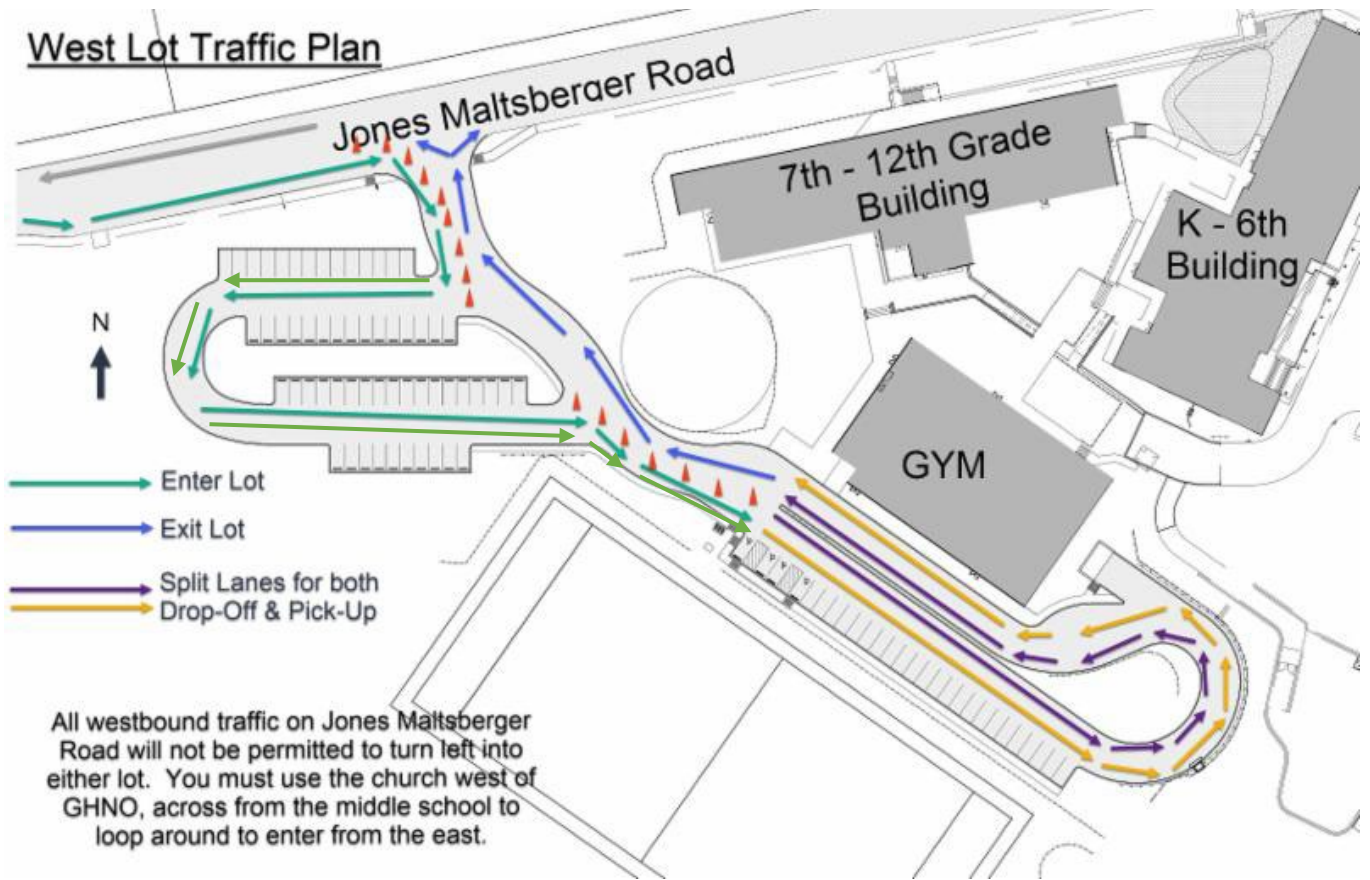 West Lot Traffic Plan
Jones Maltsberger Road
7th - 12th Grade
Building
K - 6th
Building
N
GYM
Enter Lot
Exit Lot
Split Lanes for both
Drop-Off & Pick-Up
All westbound traffic on Jones Maltsberger
Road will not be permitted to turn left into
either lot. You must use the church west of
GHNO, across from the middle school to
loop around to enter from the east.